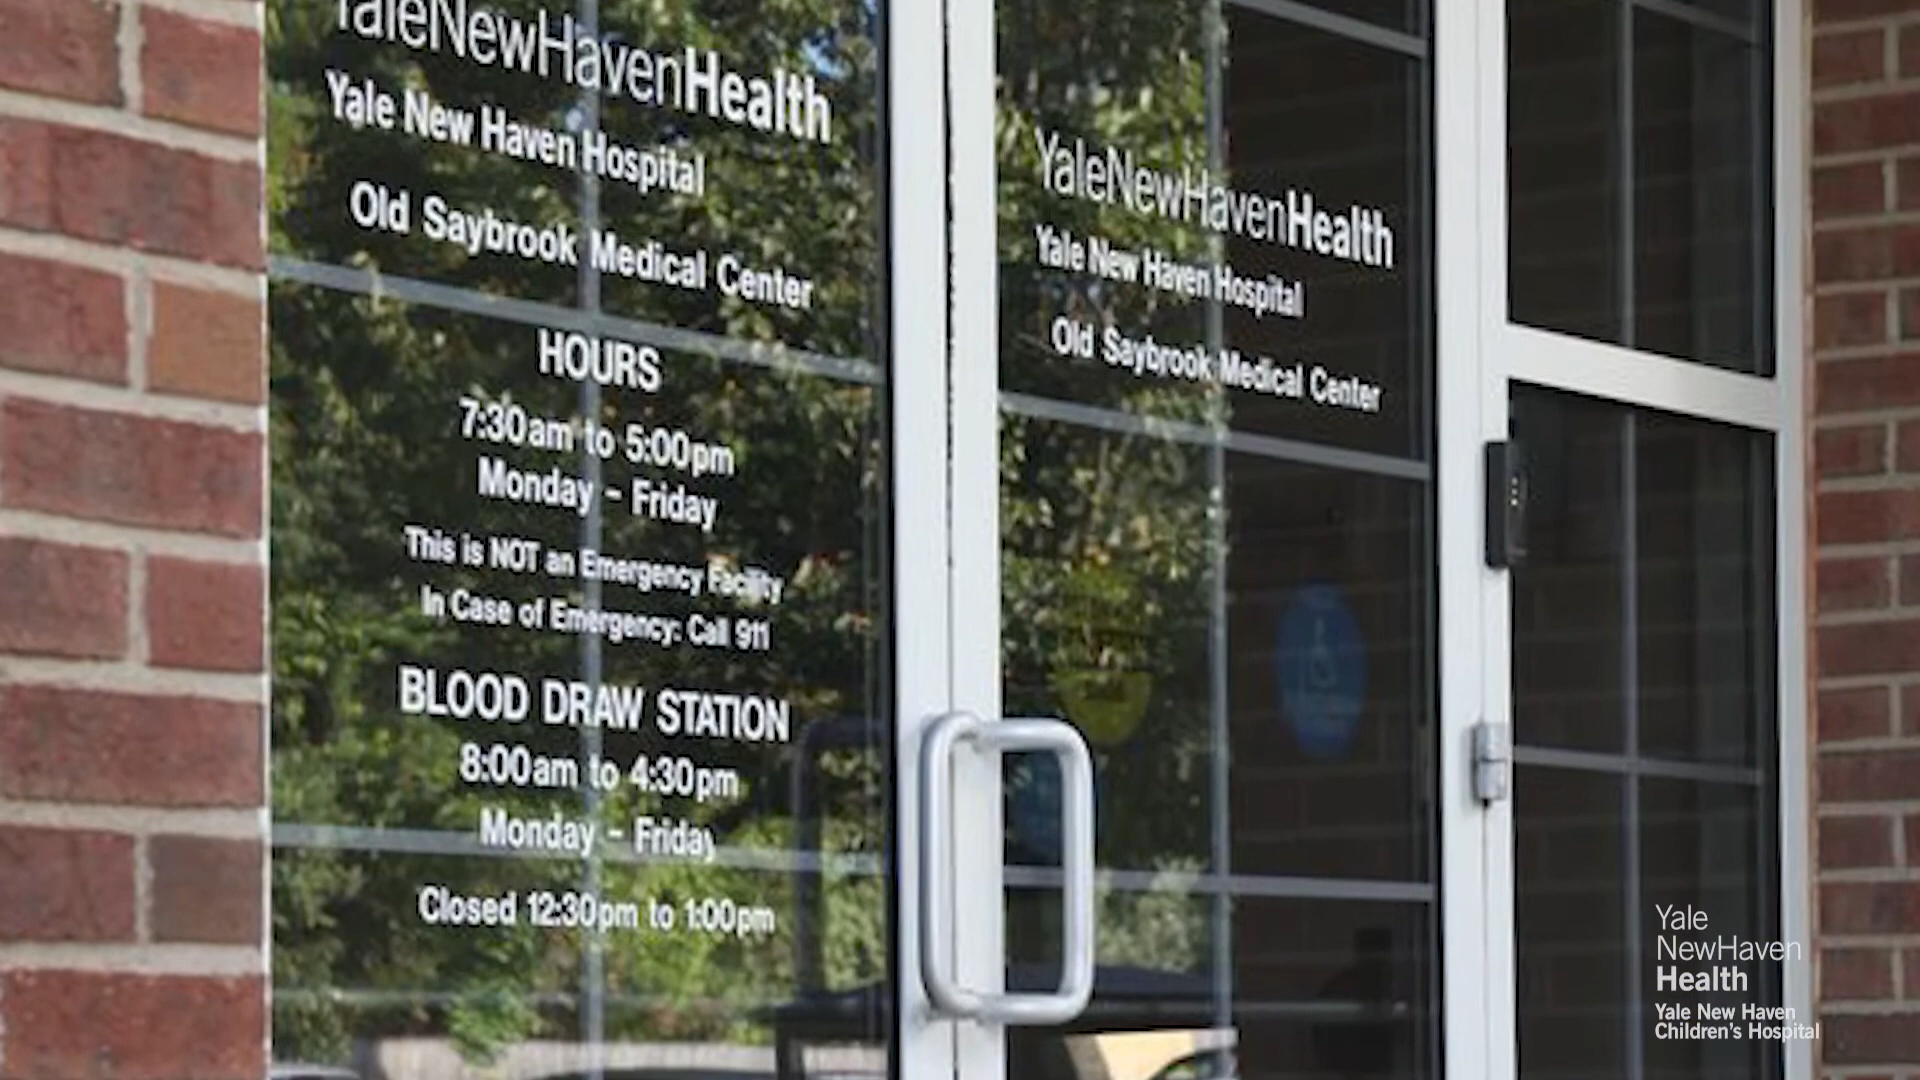 YaleNewHavenHealth
Yale New Haven Hospital
Old Saybrook Medical Center
HOURS
7:30am to 5:00pm
Monday - Friday
This is NOT an Emergency Facility
In Case of Emergency: Call 911
BLOOD DRAW STATION
8:00am to 4:30pm
Monday - Friday
Closed 12:30pm to 1:00pm
YaleNewHavenHealth
Yale New Haven Hospital
Old Saybrook Medical Center
Yale
NewHaven
Health
Yale New Haven
Children's Hospital